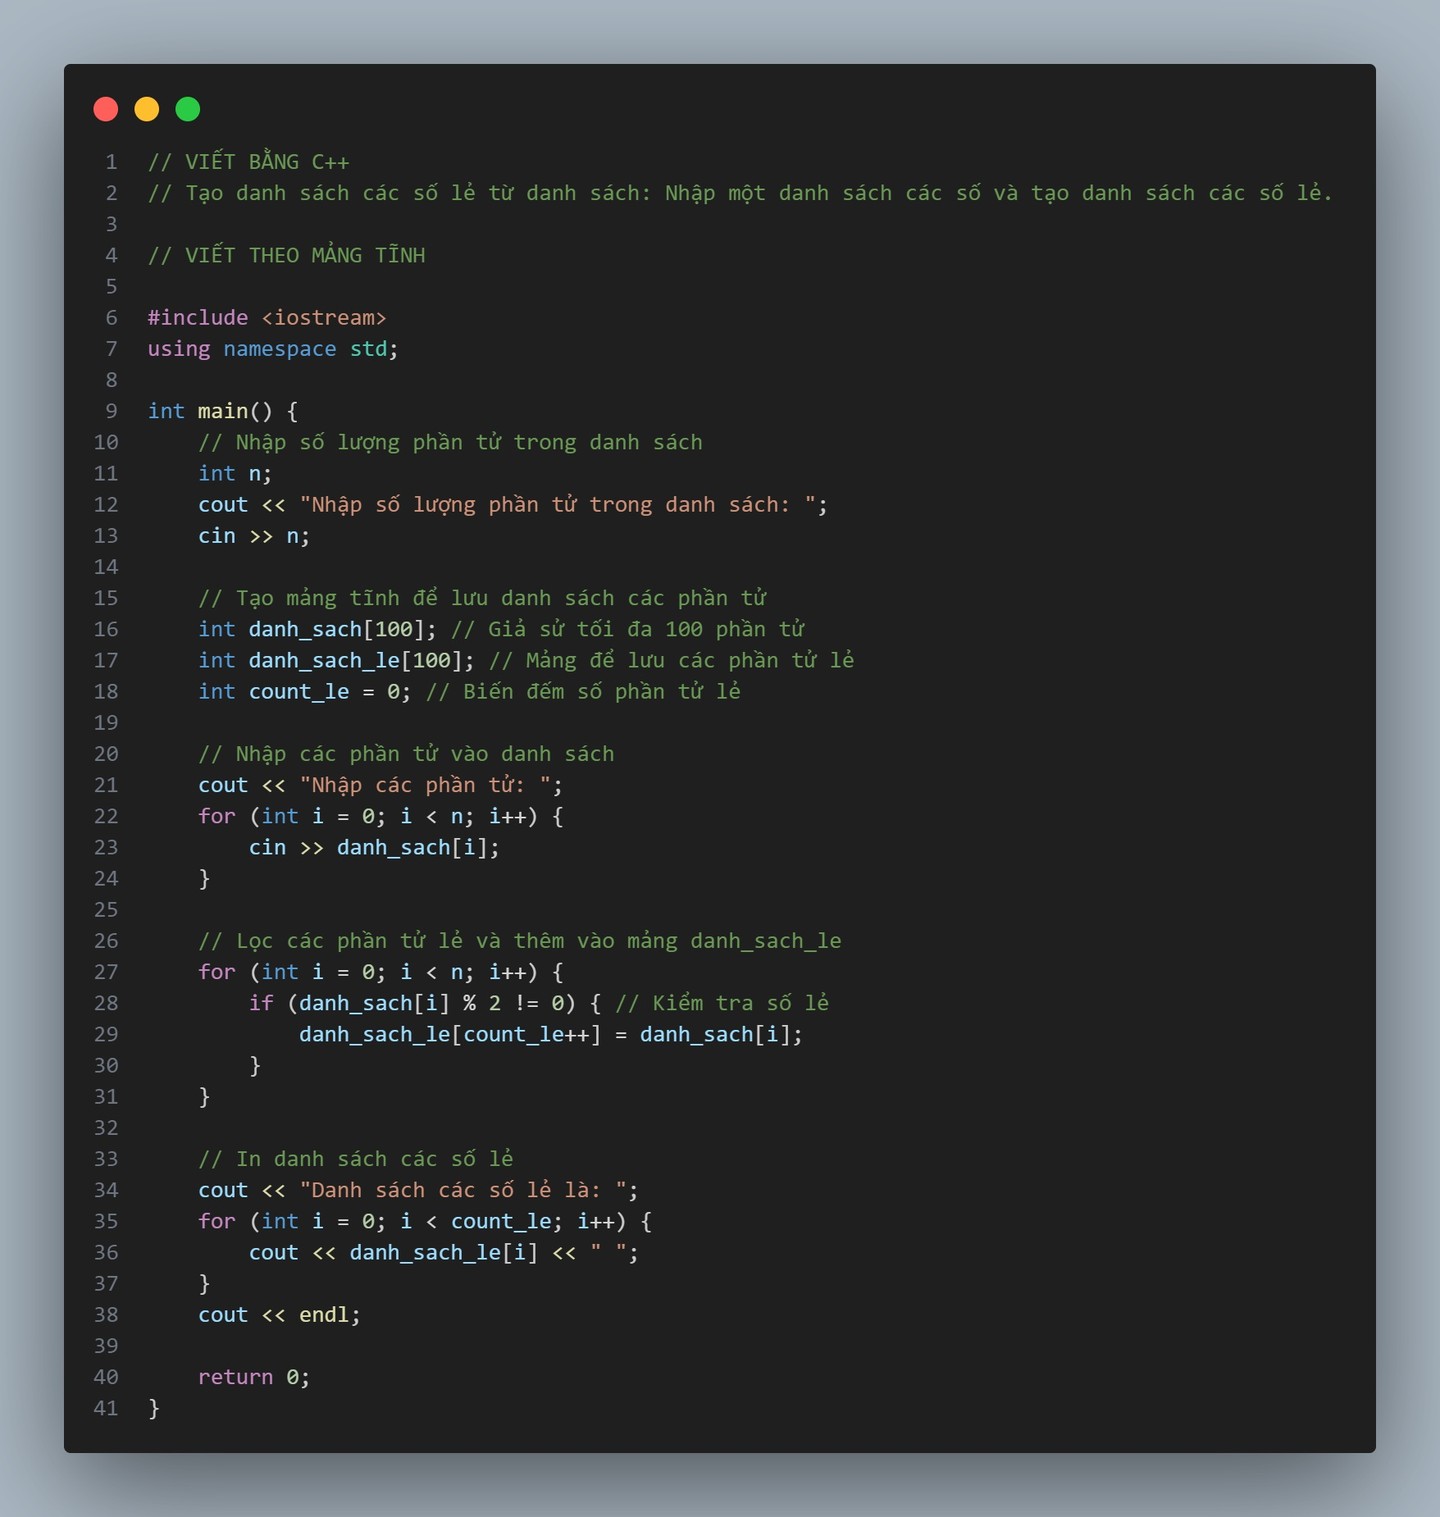 1 // VIẾT BẰNG C++
2 // Tạo danh sách các số lẻ từ danh sách: Nhập một danh sách các số và tạo danh sách các số lẻ.
3
4 // VIẾT THEO MẢNG TĨNH
5
6 #include <iostream>
7 using namespace std;
8
9 int main() {
10     // Nhập số lượng phần tử trong danh sách
11     int n;
12     cout << "Nhập số lượng phần tử trong danh sách: ";
13     cin >> n;
14
15     // Tạo mảng tĩnh để lưu danh sách các phần tử
16     int danh_sach[100]; // Giả sử tối đa 100 phần tử
17     int danh_sach_le[100]; // Mảng để lưu các phần tử lẻ
18     int count_le = 0; // Biến đếm số phần tử lẻ
19
20     // Nhập các phần tử vào danh sách
21     cout << "Nhập các phần tử: ";
22     for (int i = 0; i < n; i++) {
23         cin >> danh_sach[i];
24     }
25
26     // Lọc các phần tử lẻ và thêm vào mảng danh_sach_le
27     for (int i = 0; i < n; i++) {
28         if (danh_sach[i] % 2 != 0) { // Kiểm tra số lẻ
29             danh_sach_le[count_le++] = danh_sach[i];
30         }
31     }
32
33     // In danh sách các số lẻ
34     cout << "Danh sách các số lẻ là: ";
35     for (int i = 0; i < count_le; i++) {
36         cout << danh_sach_le[i] << " ";
37     }
38     cout << endl;
39
40     return 0;
41 }